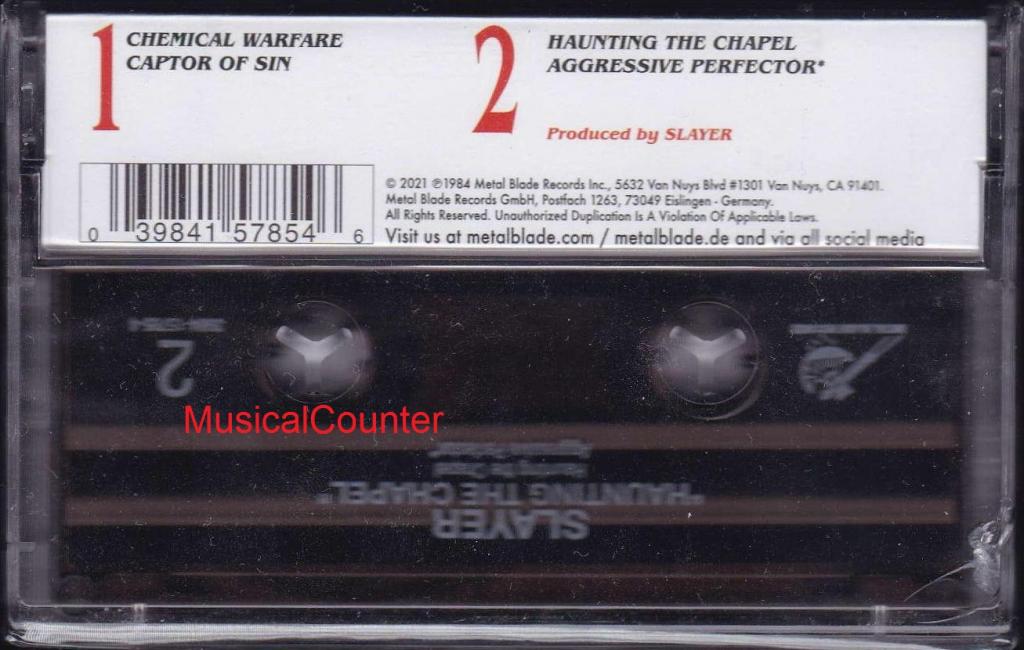 1
CHEMICAL WARFARE
CAPTOR OF SIN
2
HAUNTING THE CHAPEL
AGGRESSIVE PERFECTOR*
Produced by SLAYER
0 39841 57854 6
© 2021 ℗1984 Metal Blade Records Inc., 5632 Van Nuys Blvd #1301 Van Nuys, CA 91401.
Metal Blade Records GmbH, Postfach 1263, 73049 Eislingen - Germany.
All Rights Reserved. Unauthorized Duplication Is A Violation Of Applicable Laws.
Visit us at metalblade.com / metalblade.de and via all social media
2
MusicalCounter
"HAUNTING THE CHAPEL"
SLAYER